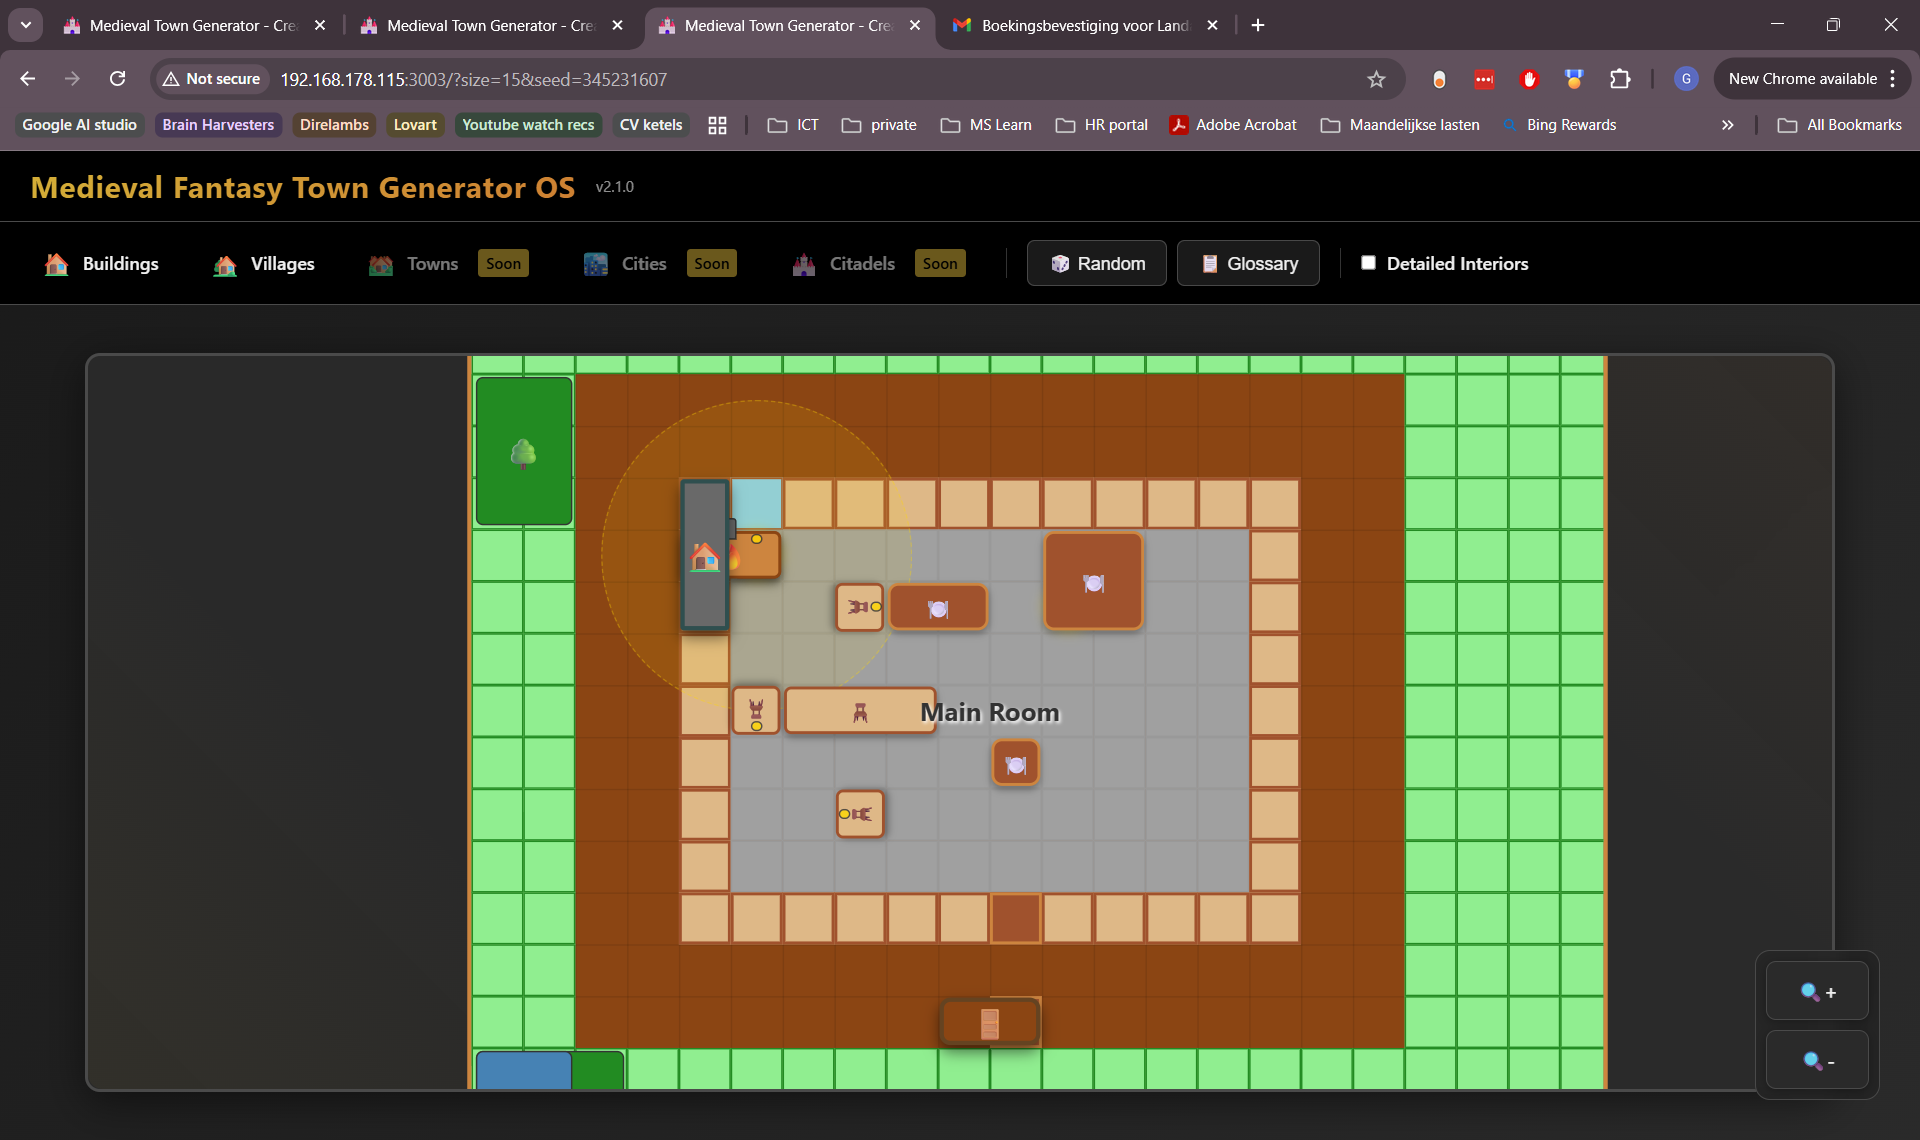 Medieval Town Generator - Cre
Medieval Town Generator - Cre
Medieval Town Generator - Cre
Boekingsbevestiging voor Land
Not secure
192.168.178.115:3003/?size=15&seed=345231607
G
New Chrome available
Google AI studio
Brain Harvesters
Direlambs
Lovart
Youtube watch recs
CV ketels
ICT
private
MS Learn
HR portal
Adobe Acrobat
Maandelijkse lasten
Bing Rewards
All Bookmarks
Medieval Fantasy Town Generator OS v2.1.0
Buildings
Villages
Towns Soon
Cities Soon
Citadels Soon
Random
Glossary
Detailed Interiors
Main Room
+
-